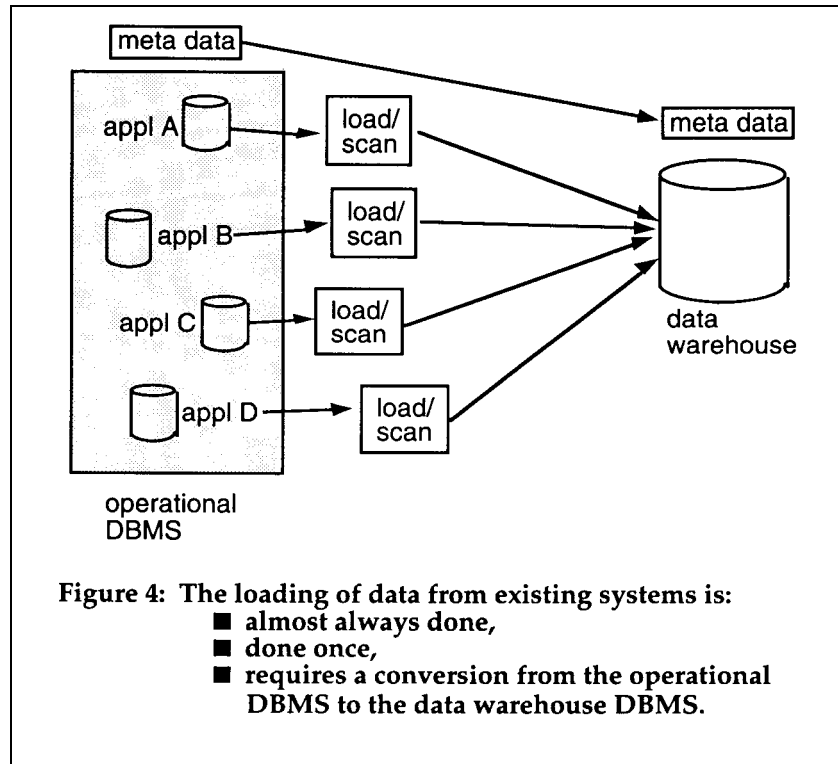 meta data
meta data
appl A
load/
scan
appl B
load/
scan
appl C
load/
scan
appl D
load/
scan
data
warehouse
operational
DBMS
Figure 4: The loading of data from existing systems is:
■ almost always done,
■ done once,
■ requires a conversion from the operational
DBMS to the data warehouse DBMS.